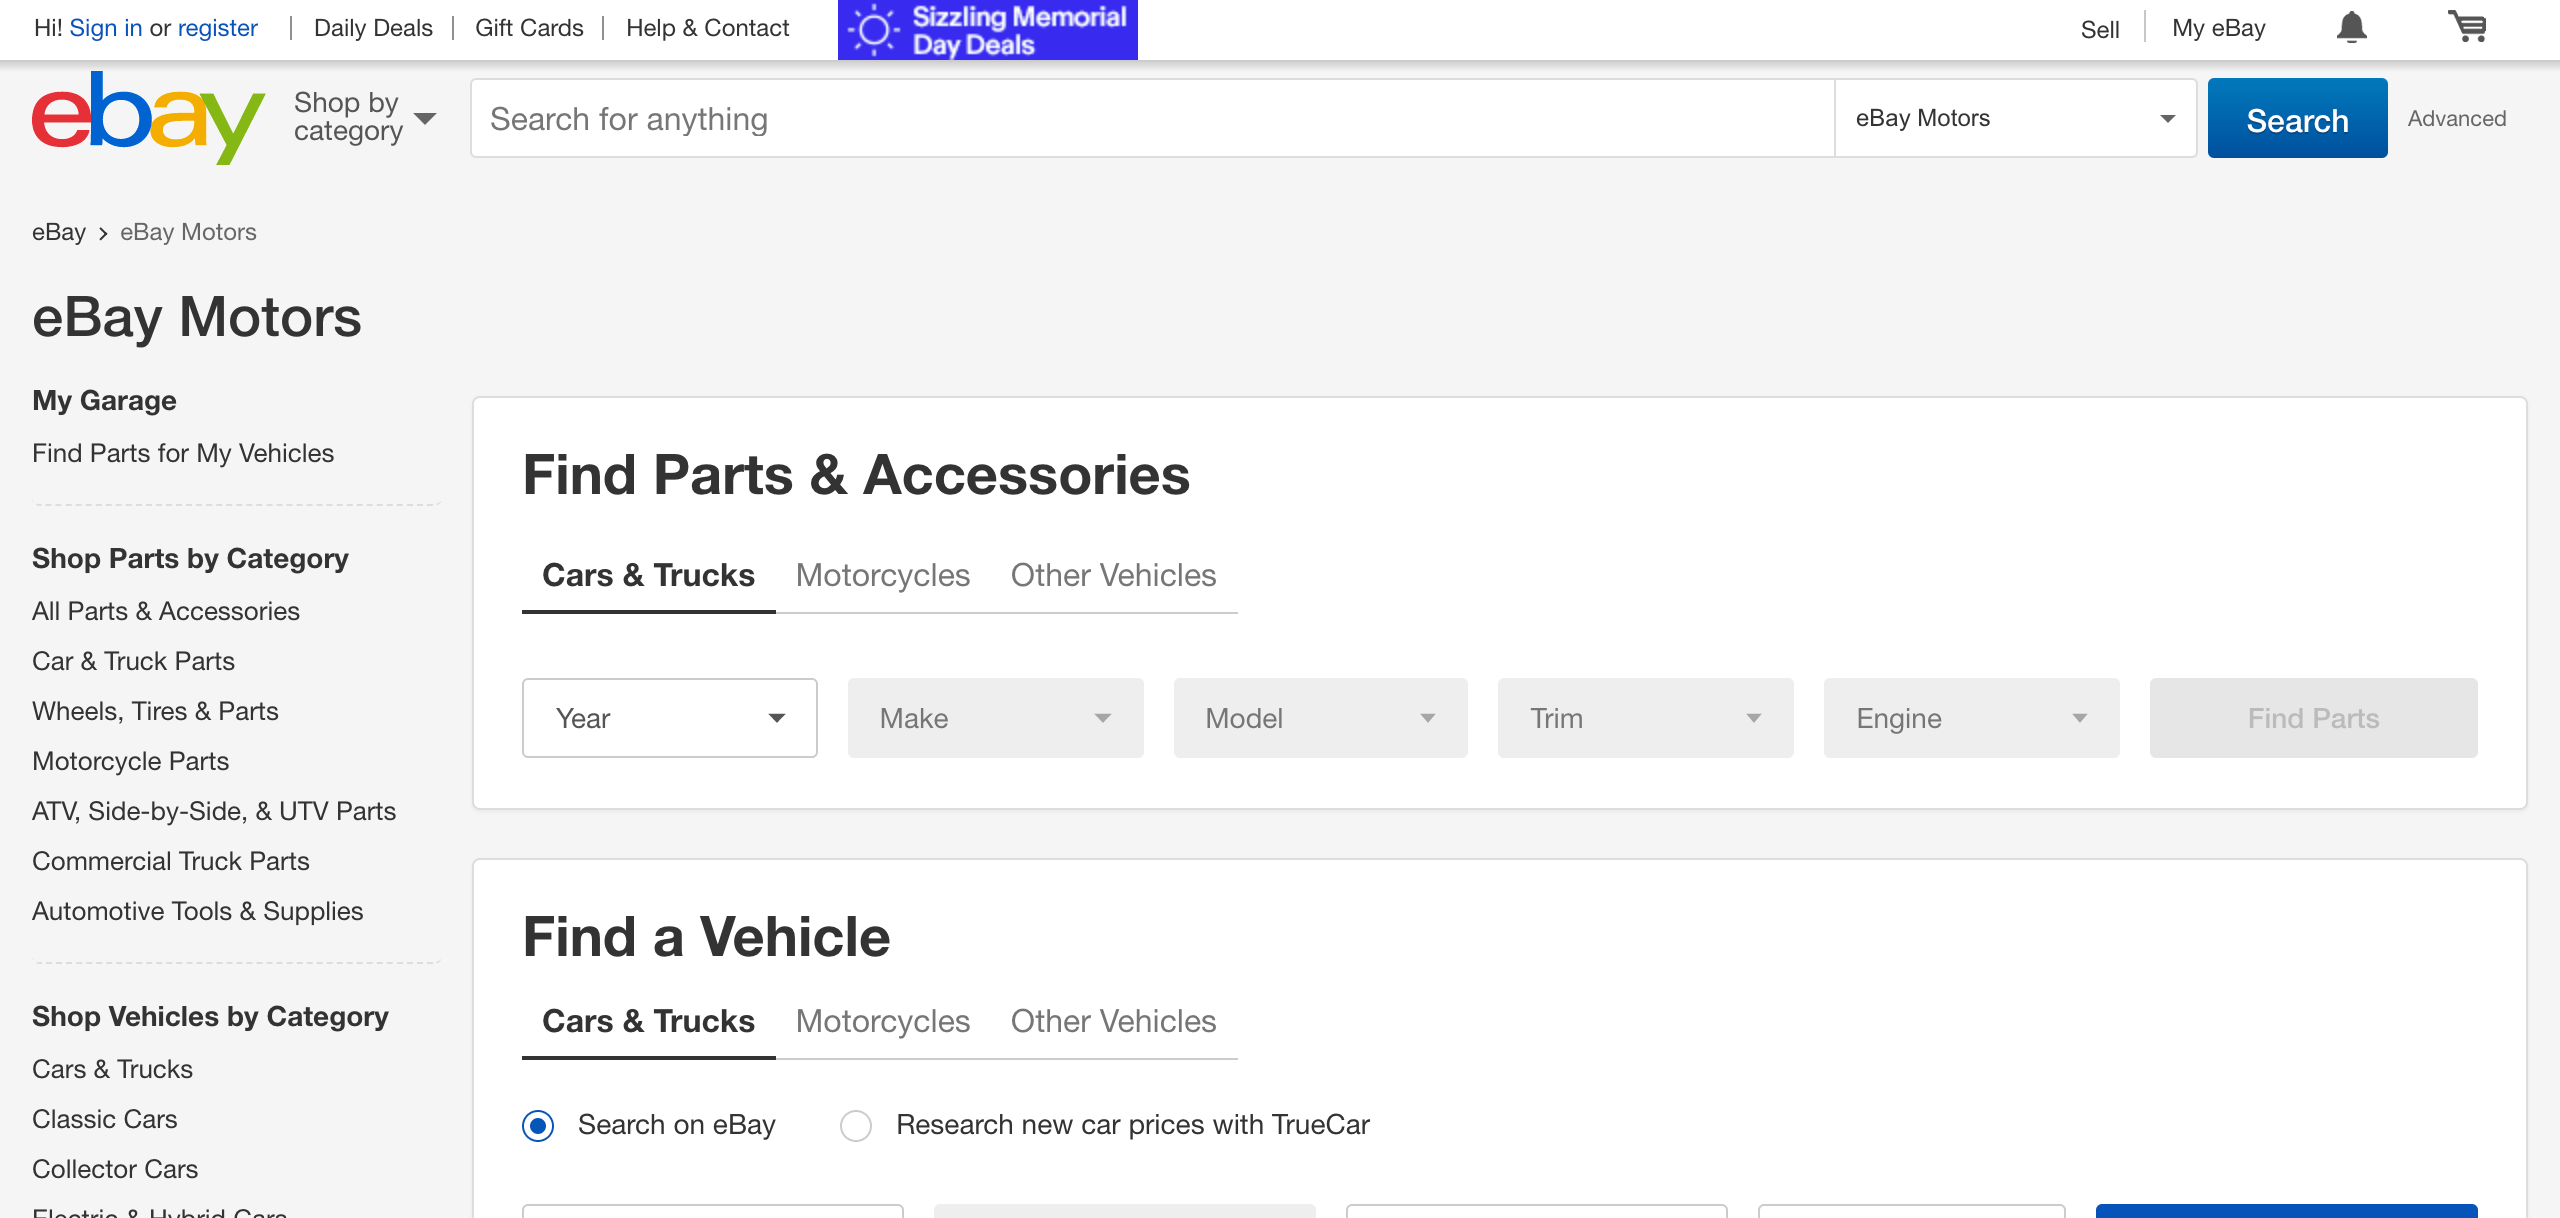 Hi! Sign in or register
Daily Deals
Gift Cards
Help & Contact
Sizzling Memorial
Day Deals
Sell
My eBay
ebay
Shop by
category
Search for anything
eBay Motors
Search
Advanced
eBay > eBay Motors
eBay Motors
My Garage
Find Parts for My Vehicles
Shop Parts by Category
All Parts & Accessories
Car & Truck Parts
Wheels, Tires & Parts
Motorcycle Parts
ATV, Side-by-Side, & UTV Parts
Commercial Truck Parts
Automotive Tools & Supplies
Shop Vehicles by Category
Cars & Trucks
Classic Cars
Collector Cars
Electric & Hybrid Cars
Find Parts & Accessories
Cars & Trucks
Motorcycles
Other Vehicles
Year
Make
Model
Trim
Engine
Find Parts
Find a Vehicle
Cars & Trucks
Motorcycles
Other Vehicles
Search on eBay
Research new car prices with TrueCar